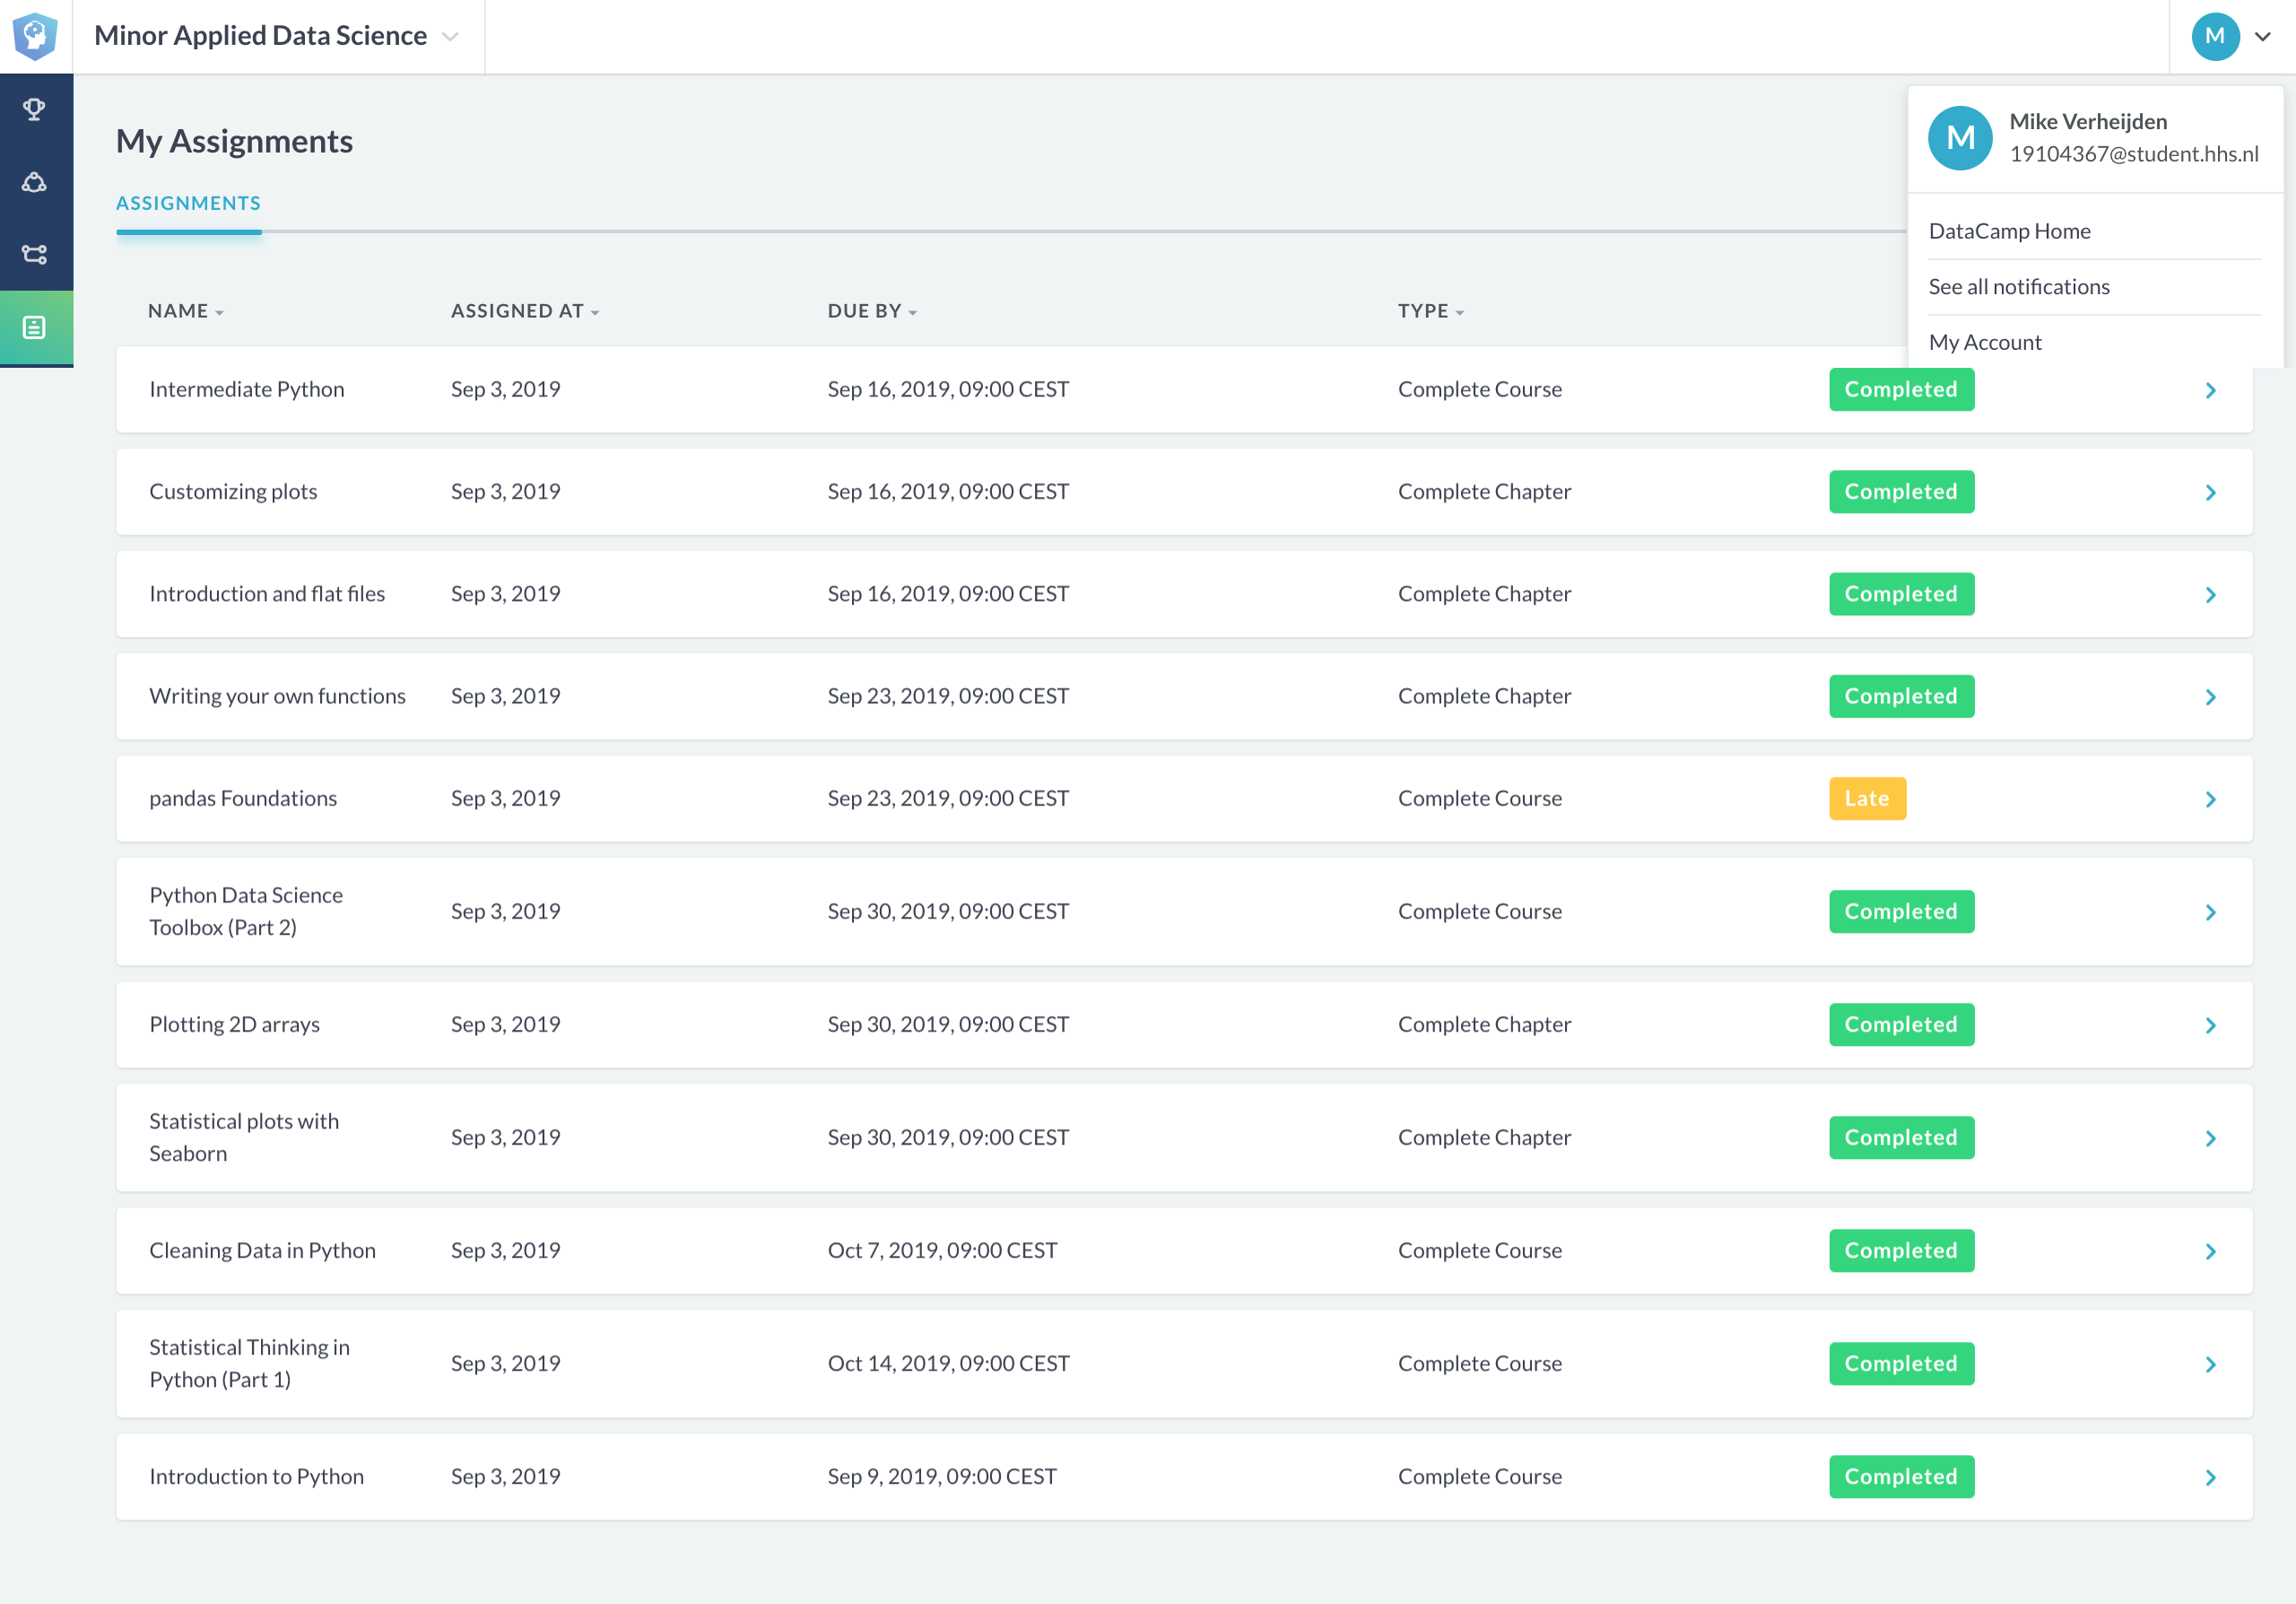 Minor Applied Data Science
M
M
Mike Verheijden
19104367@student.hhs.nl
DataCamp Home
See all notifications
My Account
My Assignments
ASSIGNMENTS
NAME ASSIGNED AT DUE BY TYPE
Intermediate Python Sep 3, 2019 Sep 16, 2019, 09:00 CEST Complete Course Completed
Customizing plots Sep 3, 2019 Sep 16, 2019, 09:00 CEST Complete Chapter Completed
Introduction and flat files Sep 3, 2019 Sep 16, 2019, 09:00 CEST Complete Chapter Completed
Writing your own functions Sep 3, 2019 Sep 23, 2019, 09:00 CEST Complete Chapter Completed
pandas Foundations Sep 3, 2019 Sep 23, 2019, 09:00 CEST Complete Course Late
Python Data Science
Toolbox (Part 2) Sep 3, 2019 Sep 30, 2019, 09:00 CEST Complete Course Completed
Plotting 2D arrays Sep 3, 2019 Sep 30, 2019, 09:00 CEST Complete Chapter Completed
Statistical plots with
Seaborn Sep 3, 2019 Sep 30, 2019, 09:00 CEST Complete Chapter Completed
Cleaning Data in Python Sep 3, 2019 Oct 7, 2019, 09:00 CEST Complete Course Completed
Statistical Thinking in
Python (Part 1) Sep 3, 2019 Oct 14, 2019, 09:00 CEST Complete Course Completed
Introduction to Python Sep 3, 2019 Sep 9, 2019, 09:00 CEST Complete Course Completed